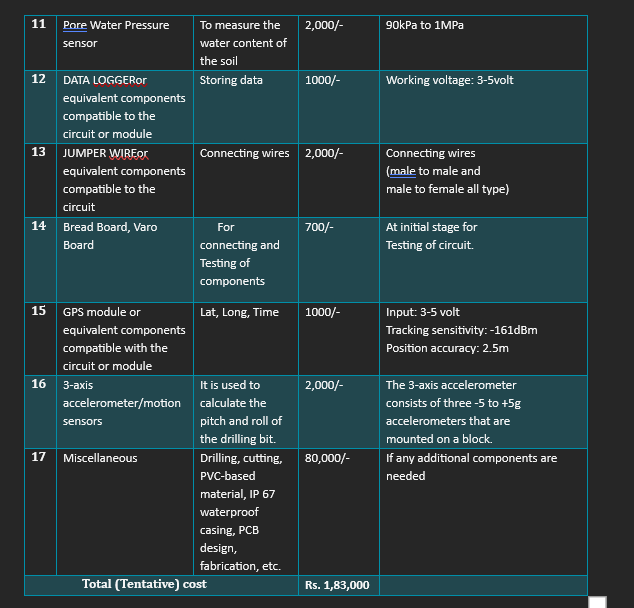 11 Pore Water Pressure To measure the 2,000/- 90kPa to 1MPa
sensor water content of
the soil
12 DATA LOGGERor Storing data 1000/- Working voltage: 3-5volt
equivalent components
compatible to the
circuit or module
13 JUMPER WIREor Connecting wires 2,000/- Connecting wires
equivalent components (male to male and
compatible to the male to female all type)
circuit
14 Bread Board, Varo For 700/- At initial stage for
Board connecting and Testing of circuit.
Testing of
components
15 GPS module or Lat, Long, Time 1000/- Input: 3-5 volt
equivalent components Tracking sensitivity: -161dBm
compatible with the Position accuracy: 2.5m
circuit or module
16 3-axis It is used to 2,000/- The 3-axis accelerometer
accelerometer/motion calculate the consists of three -5 to +5g
sensors pitch and roll of accelerometers that are
the drilling bit. mounted on a block.
17 Miscellaneous Drilling, cutting, 80,000/- If any additional components are
PVC-based needed
material, IP 67
waterproof
casing, PCB
design,
fabrication, etc.
Total (Tentative) cost Rs. 1,83,000